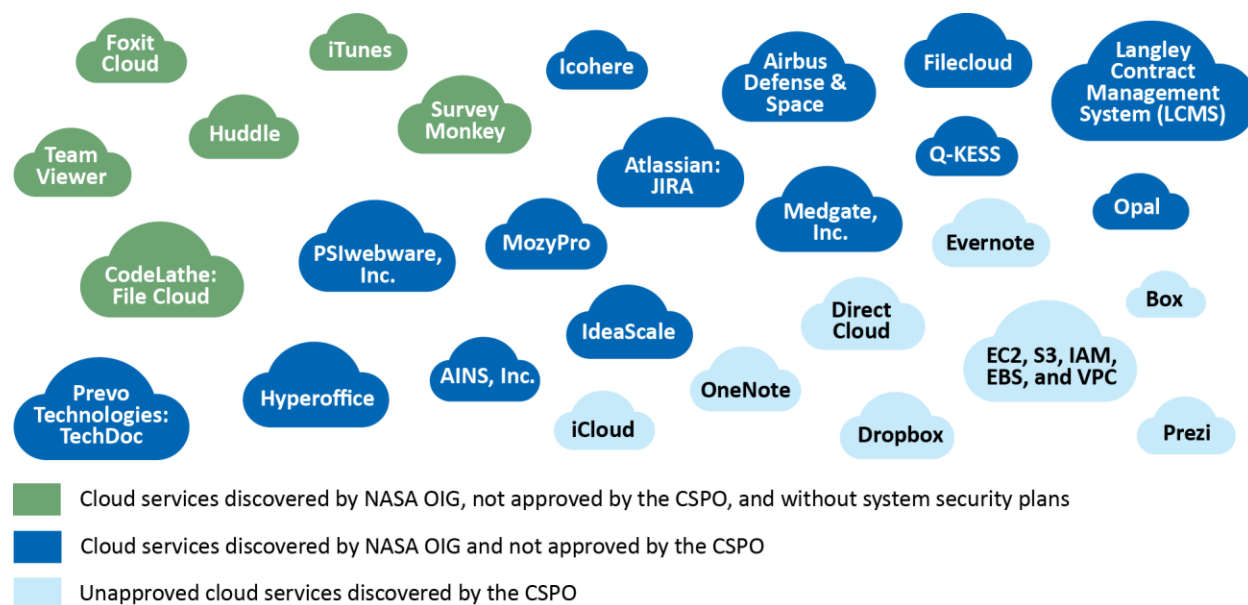 Foxit
Cloud
iTunes
Icohere
Airbus
Defense &
Space
Filecloud
Langley
Contract
Management
System (LCMS)
Huddle
Survey
Monkey
Team
Viewer
Atlassian:
JIRA
Q-KESS
Medgate,
Inc.
Opal
CodeLathe:
File Cloud
PSIwebware,
Inc.
MozyPro
Evernote
IdeaScale
Direct
Cloud
Box
Prevo
Technologies:
TechDoc
Hyperoffice
AINS, Inc.
OneNote
EC2, S3, IAM,
EBS, and VPC
iCloud
Dropbox
Prezi
Cloud services discovered by NASA OIG, not approved by the CSPO, and without system security plans
Cloud services discovered by NASA OIG and not approved by the CSPO
Unapproved cloud services discovered by the CSPO